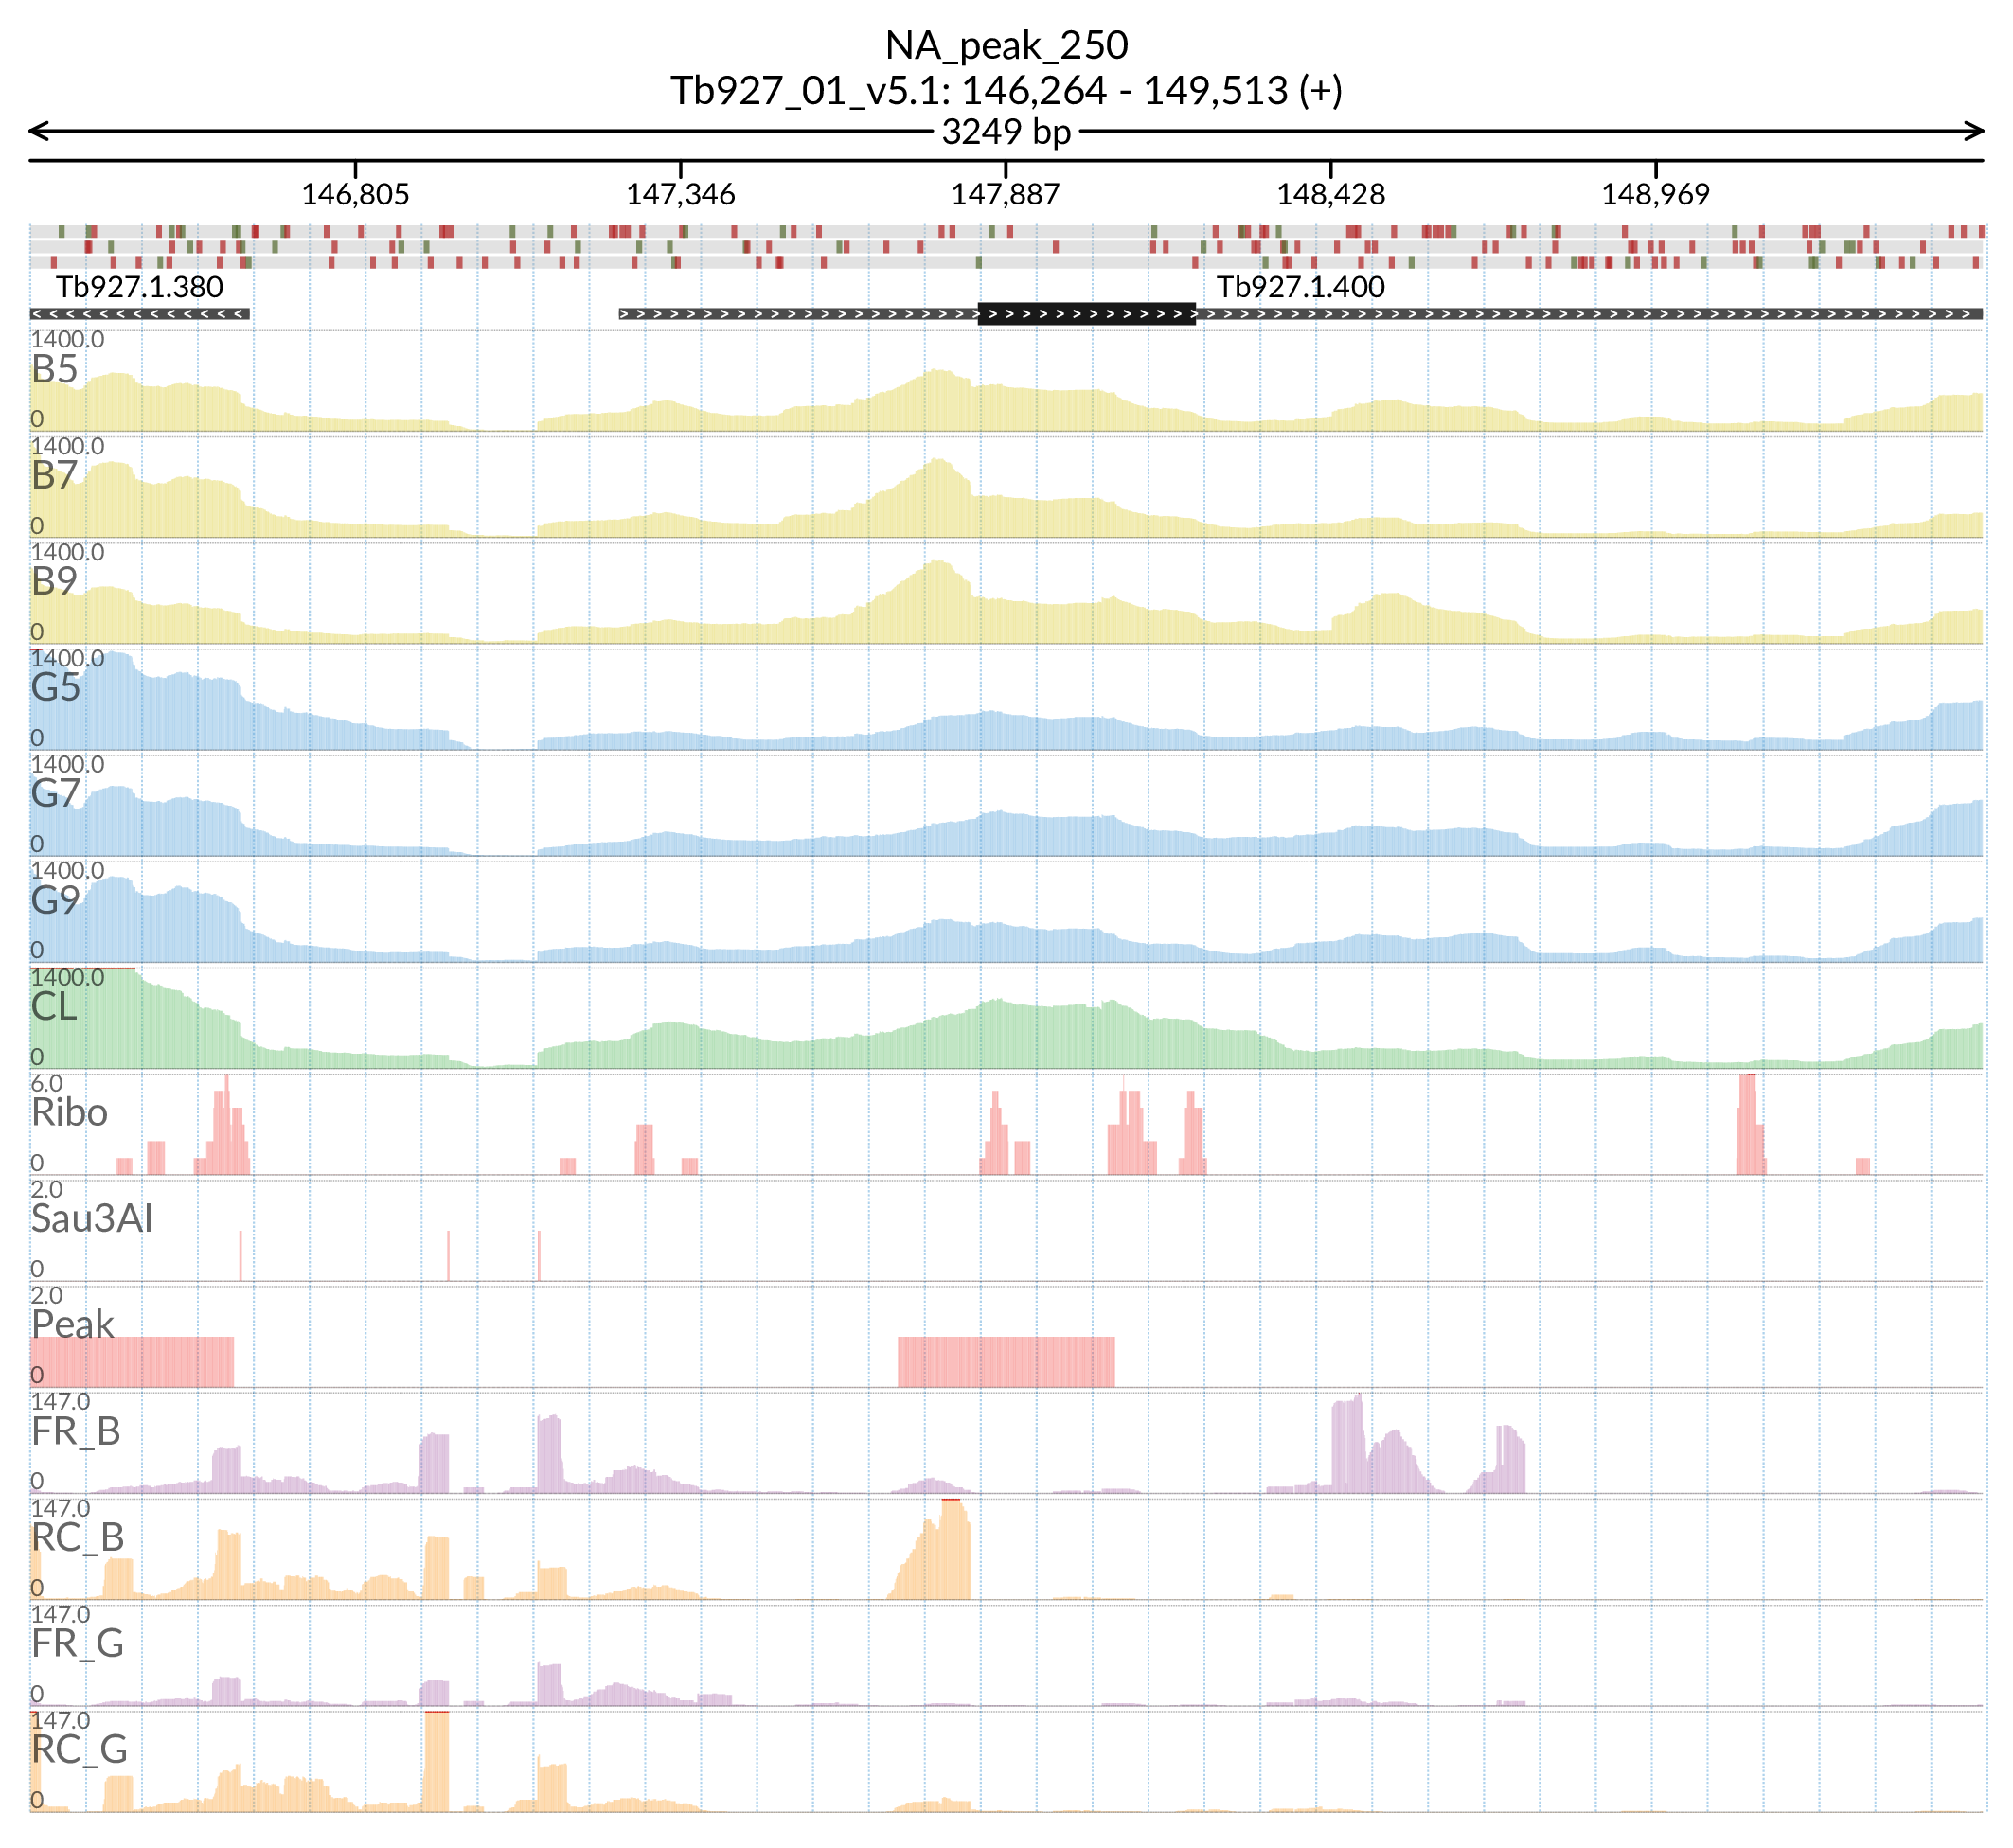 NA_peak_250
Tb927_01_v5.1: 146,264 - 149,513 (+)
3249 bp
146,805 147,346 147,887 148,428 148,969
Tb927.1.380 Tb927.1.400
1400.0
B5
0
1400.0
B7
0
1400.0
B9
0
1400.0
G5
0
1400.0
G7
0
1400.0
G9
0
1400.0
CL
0
6.0
Ribo
0
2.0
Sau3AI
0
2.0
Peak
0
147.0
FR_B
0
147.0
RC_B
0
147.0
FR_G
0
147.0
RC_G
0